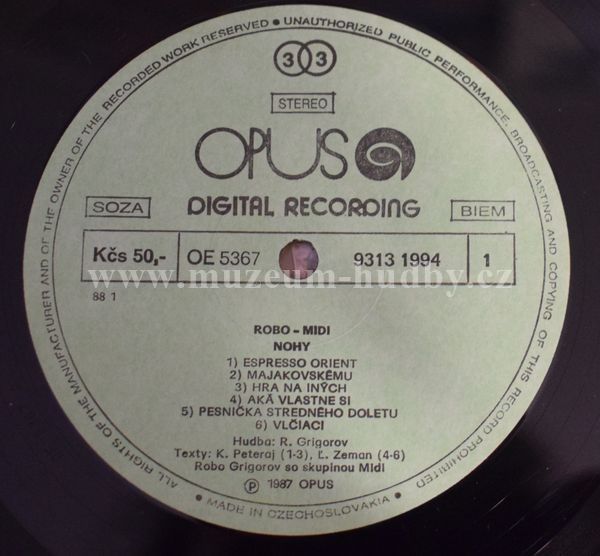 ALL RIGHTS OF THE MANUFACTURER AND OF THE OWNER OF THE RECORDED WORK RESERVED • UNAUTHORIZED PUBLIC PERFORMANCE, BROADCASTING AND COPYING OF THIS RECORD PROHIBITED
• MADE IN CZECHOSLOVAKIA •
33
STEREO
OPUS
SOZA DIGITAL RECORDING BIEM
Kčs 50,- OE 5367 9313 1994 1
www.muzeum-hudby.cz
88 1
ROBO - MIDI
NOHY
1) ESPRESSO ORIENT
2) MAJAKOVSKÉMU
3) HRA NA INÝCH
4) AKÁ VLASTNE SI
5) PESNIČKA STREDNÉHO DOLETU
6) VLČIACI
Hudba: R. Grigorov
Texty: K. Peteraj (1-3), Ľ. Zeman (4-6)
Robo Grigorov so skupinou Midi
Ⓟ 1987 OPUS